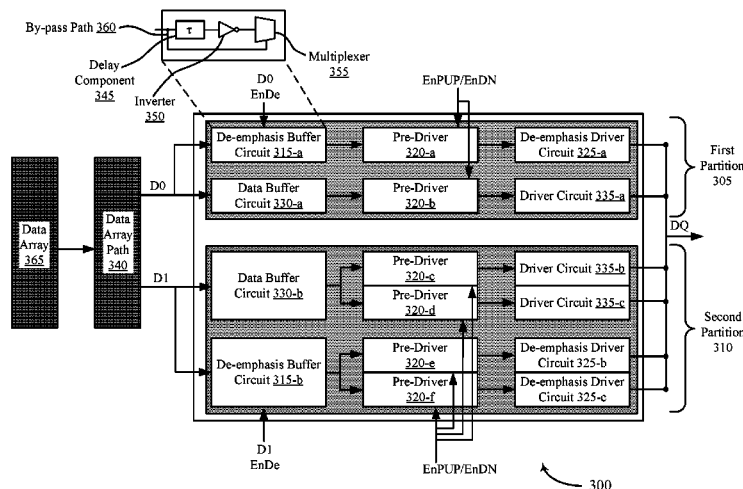 By-pass Path 360
τ
Multiplexer
355
Delay
Component
345
Inverter
350
D0
EnDe
EnPUP/EnDN
De-emphasis Buffer
Circuit 315-a
Pre-Driver
320-a
De-emphasis Driver
Circuit 325-a
First
Partition
305
D0
Data Buffer
Circuit 330-a
Pre-Driver
320-b
Driver Circuit 335-a
Data
Array
365
Data
Array
Path
340
DQ
D1
Data Buffer
Circuit 330-b
Pre-Driver
320-c
Driver Circuit 335-b
Pre-Driver
320-d
Driver Circuit 335-c
Second
Partition
310
De-emphasis Buffer
Circuit 315-b
Pre-Driver
320-e
De-emphasis Driver
Circuit 325-b
Pre-Driver
320-f
De-emphasis Driver
Circuit 325-c
D1
EnDe
EnPUP/EnDN
300